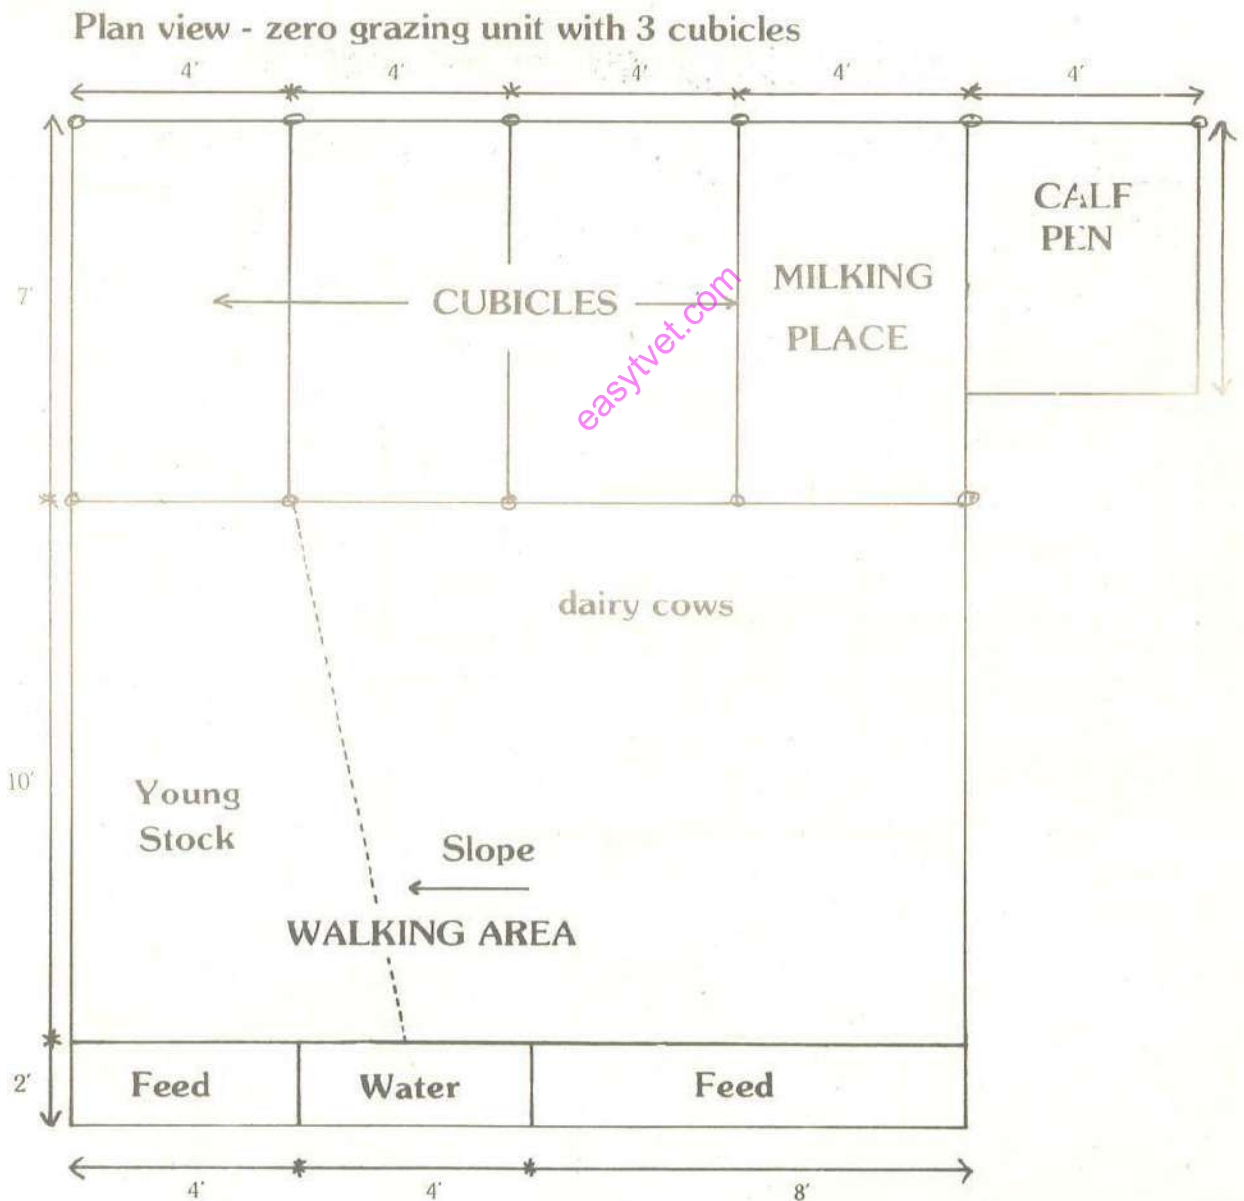 Plan view - zero grazing unit with 3 cubicles
4' 4' 4' 4' 4'
CALF
PEN
7'
CUBICLES
MILKING
PLACE
easytvet.com
dairy cows
10'
Young
Stock
Slope
WALKING AREA
2'
Feed Water Feed
4' 4' 8'